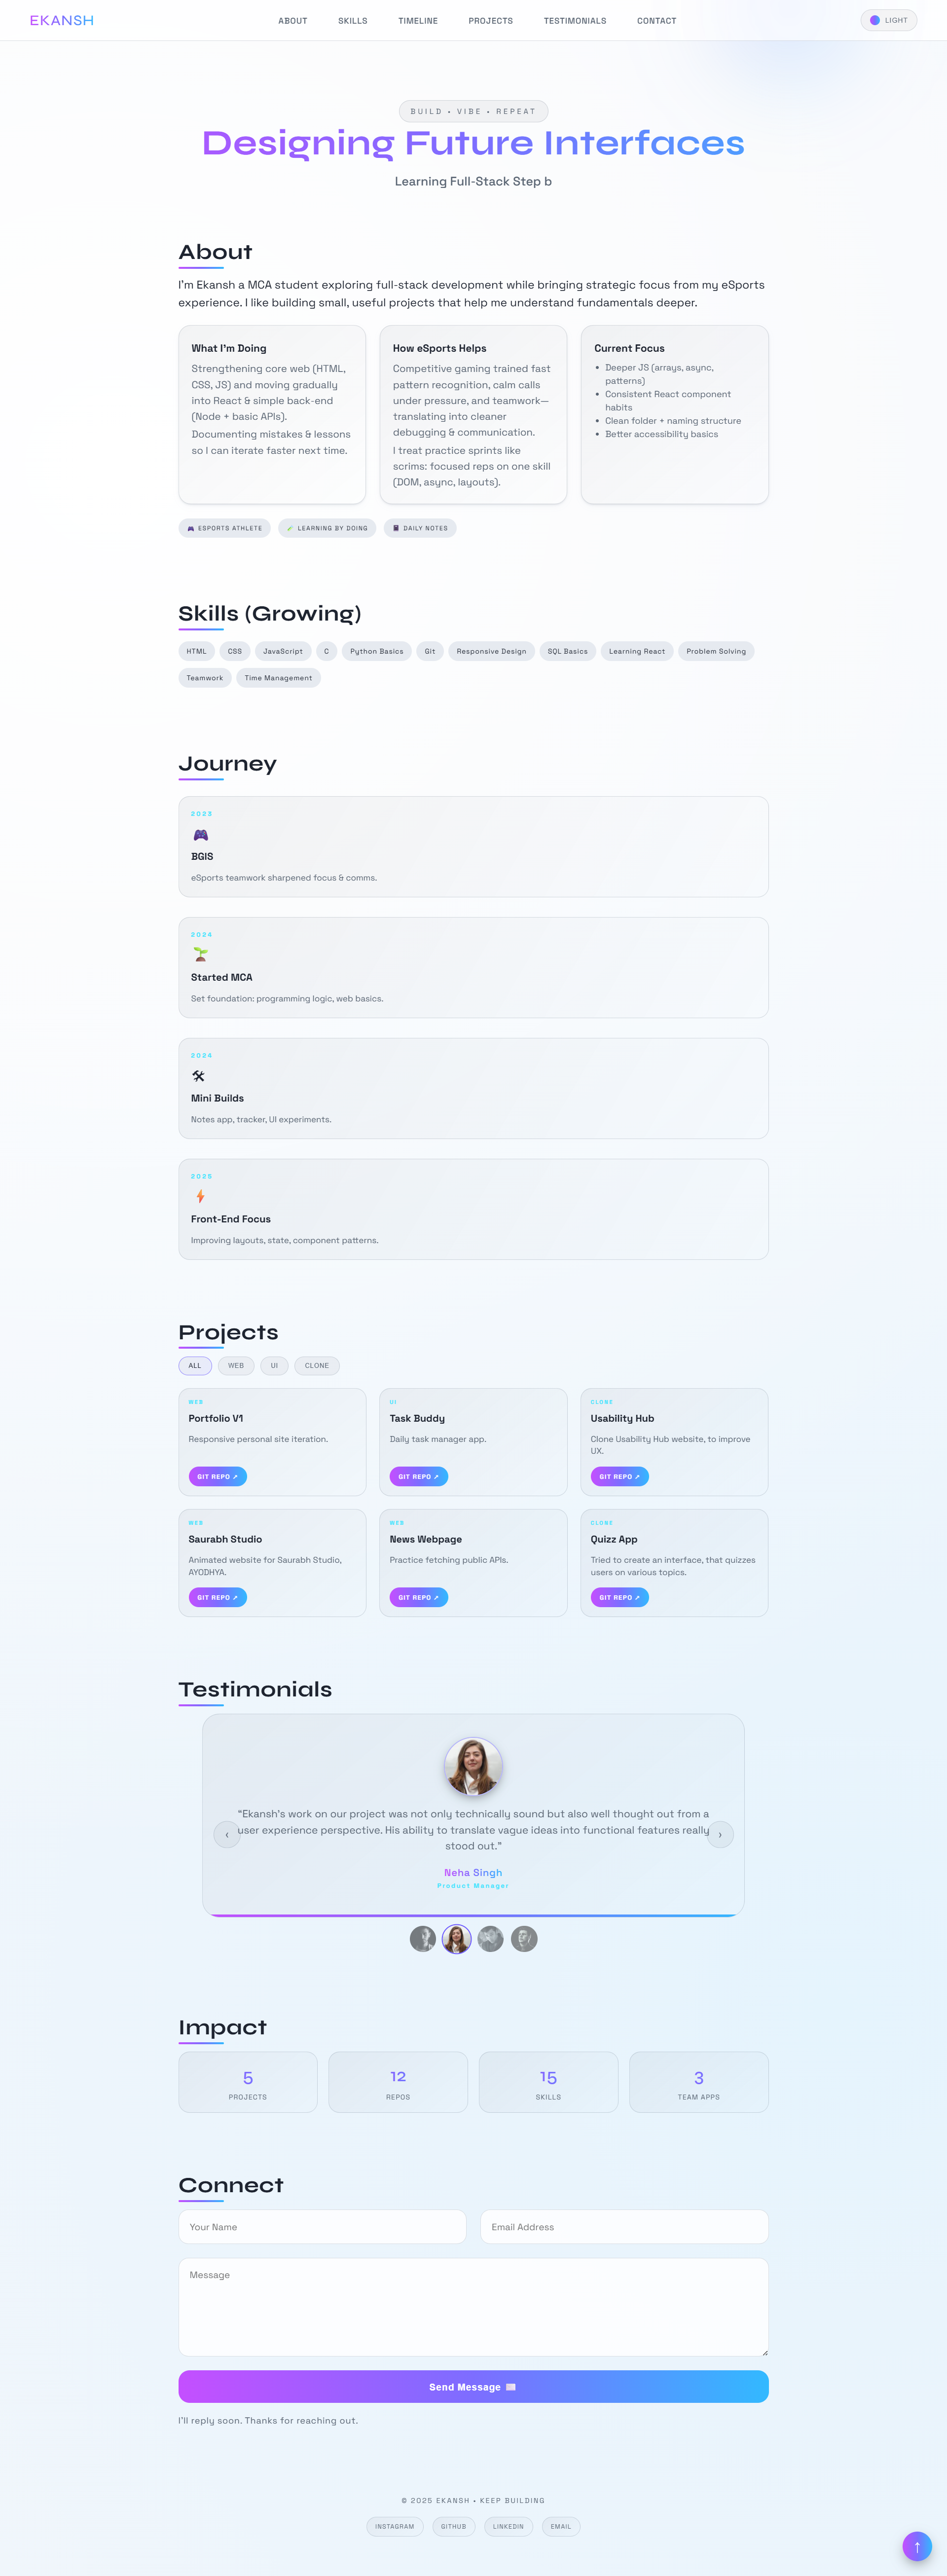 EKANSH
ABOUT
SKILLS
TIMELINE
PROJECTS
TESTIMONIALS
CONTACT
LIGHT
BUILD • VIBE • REPEAT
Designing Future Interfaces
Learning Full-Stack Step b
About
I'm Ekansh a MCA student exploring full-stack development while bringing strategic focus from my eSports
experience. I like building small, useful projects that help me understand fundamentals deeper.
What I'm Doing
Strengthening core web (HTML,
CSS, JS) and moving gradually
into React & simple back-end
(Node + basic APIs).
Documenting mistakes & lessons
so I can iterate faster next time.
How eSports Helps
Competitive gaming trained fast
pattern recognition, calm calls
under pressure, and teamwork—
translating into cleaner
debugging & communication.
I treat practice sprints like
scrims: focused reps on one skill
(DOM, async, layouts).
Current Focus
• Deeper JS (arrays, async,
patterns)
• Consistent React component
habits
• Clean folder + naming structure
• Better accessibility basics
🎮 ESPORTS ATHLETE
🌱 LEARNING BY DOING
📓 DAILY NOTES
Skills (Growing)
HTML
CSS
JavaScript
C
Python Basics
Git
Responsive Design
SQL Basics
Learning React
Problem Solving
Teamwork
Time Management
Journey
2023
🎮
BGIS
eSports teamwork sharpened focus & comms.
2024
🌱
Started MCA
Set foundation: programming logic, web basics.
2024
🛠
Mini Builds
Notes app, tracker, UI experiments.
2025
⚡
Front-End Focus
Improving layouts, state, component patterns.
Projects
ALL
WEB
UI
CLONE
WEB
Portfolio V1
Responsive personal site iteration.
GIT REPO ↗
UI
Task Buddy
Daily task manager app.
GIT REPO ↗
CLONE
Usability Hub
Clone Usability Hub website, to improve
UX.
GIT REPO ↗
WEB
Saurabh Studio
Animated website for Saurabh Studio,
AYODHYA.
GIT REPO ↗
WEB
News Webpage
Practice fetching public APIs.
GIT REPO ↗
CLONE
Quizz App
Tried to create an interface, that quizzes
users on various topics.
GIT REPO ↗
Testimonials
"Ekansh's work on our project was not only technically sound but also well thought out from a
user experience perspective. His ability to translate vague ideas into functional features really
stood out."
‹
›
Neha Singh
Product Manager
Impact
5
PROJECTS
12
REPOS
15
SKILLS
3
TEAM APPS
Connect
Your Name
Email Address
Message
Send Message 📨
I'll reply soon. Thanks for reaching out.
© 2025 EKANSH • KEEP BUILDING
INSTAGRAM
GITHUB
LINKEDIN
EMAIL
↑